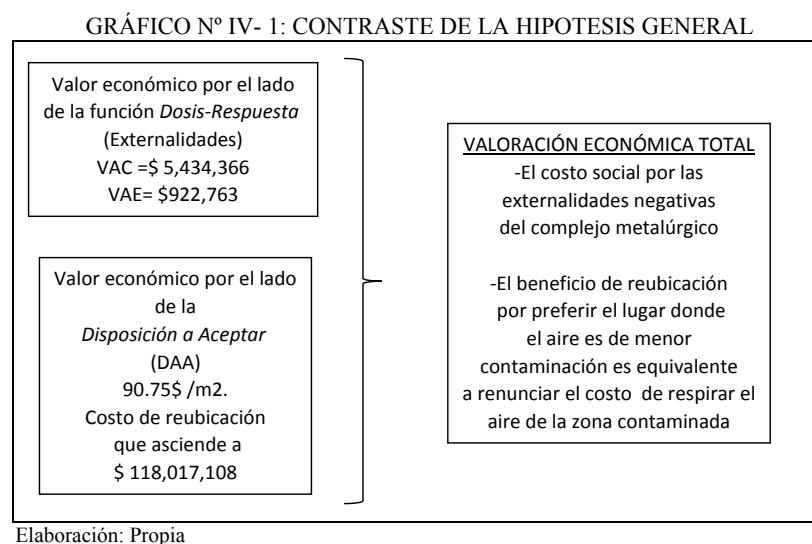 GRÁFICO Nº IV- 1: CONTRASTE DE LA HIPOTESIS GENERAL
Valor económico por el lado
de la función Dosis-Respuesta
(Externalidades)
VAC =$ 5,434,366
VAE= $922,763
Valor económico por el lado
de la
Disposición a Aceptar
(DAA)
90.75$ /m2.
Costo de reubicación
que asciende a
$ 118,017,108
VALORACIÓN ECONÓMICA TOTAL
-El costo social por las
externalidades negativas
del complejo metalúrgico
-El beneficio de reubicación
por preferir el lugar donde
el aire es de menor
contaminación es equivalente
a renunciar el costo de respirar el
aire de la zona contaminada
Elaboración: Propia